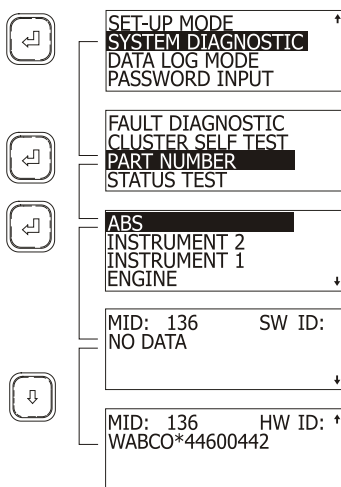 SET-UP MODE
SYSTEM DIAGNOSTIC
DATA LOG MODE
PASSWORD INPUT
FAULT DIAGNOSTIC
CLUSTER SELF TEST
PART NUMBER
STATUS TEST
ABS
INSTRUMENT 2
INSTRUMENT 1
ENGINE
MID: 136 SW ID:
NO DATA
MID: 136 HW ID:
WABCO*44600442